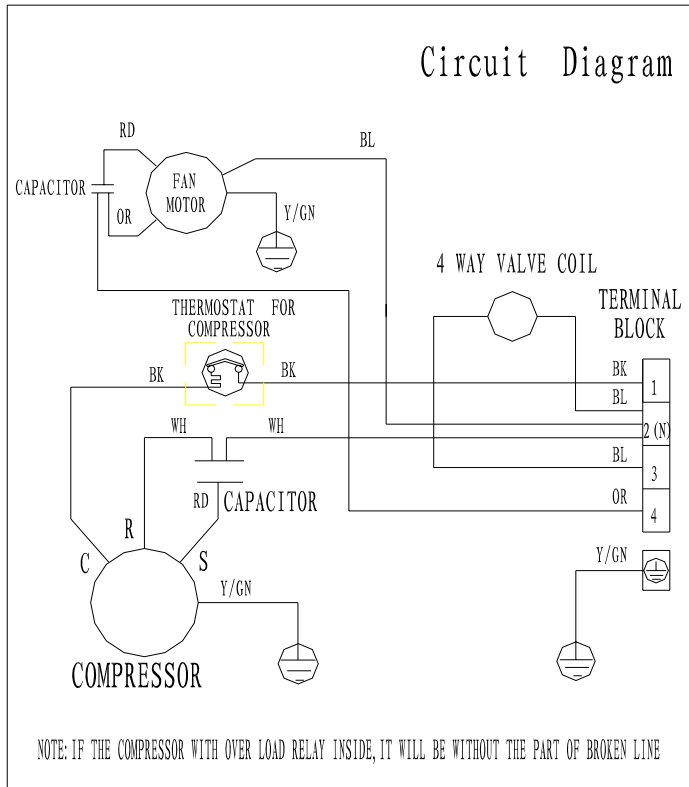 Circuit Diagram
RD
BL
CAPACITOR
FAN
MOTOR
OR
Y/GN
4 WAY VALVE COIL
THERMOSTAT FOR
COMPRESSOR
TERMINAL
BLOCK
BK
BK
BK
1
BL
WH
WH
2(N)
BL
3
RD
CAPACITOR
OR
4
R
C
S
Y/GN
Y/GN
COMPRESSOR
NOTE: IF THE COMPRESSOR WITH OVER LOAD RELAY INSIDE, IT WILL BE WITHOUT THE PART OF BROKEN LINE